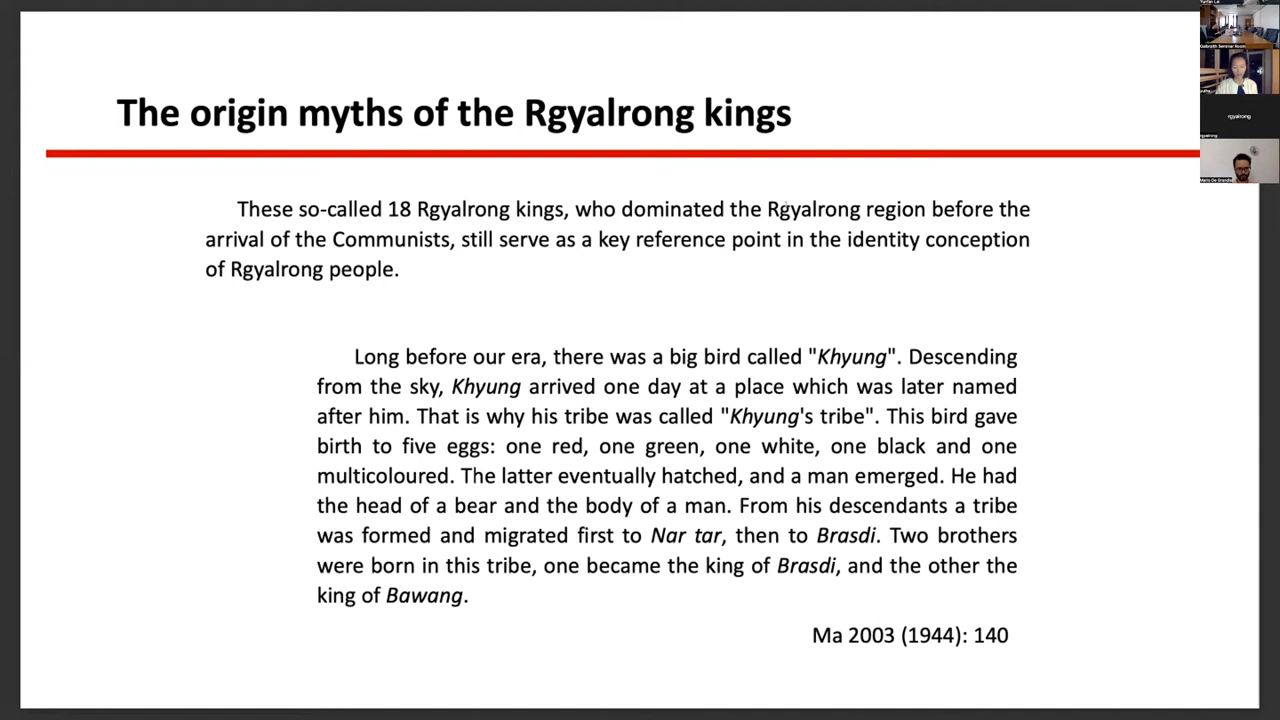 The origin myths of the Rgyalrong kings
These so-called 18 Rgyalrong kings, who dominated the Rgyalrong region before the
arrival of the Communists, still serve as a key reference point in the identity conception
of Rgyalrong people.
Long before our era, there was a big bird called "Khyung". Descending
from the sky, Khyung arrived one day at a place which was later named
after him. That is why his tribe was called "Khyung's tribe". This bird gave
birth to five eggs: one red, one green, one white, one black and one
multicoloured. The latter eventually hatched, and a man emerged. He had
the head of a bear and the body of a man. From his descendants a tribe
was formed and migrated first to Nar tar, then to Brasdi. Two brothers
were born in this tribe, one became the king of Brasdi, and the other the
king of Bawang.
Ma 2003 (1944): 140
Yunfan Lai
Galbraith Seminar Room
rgyalrong
rgyalrong